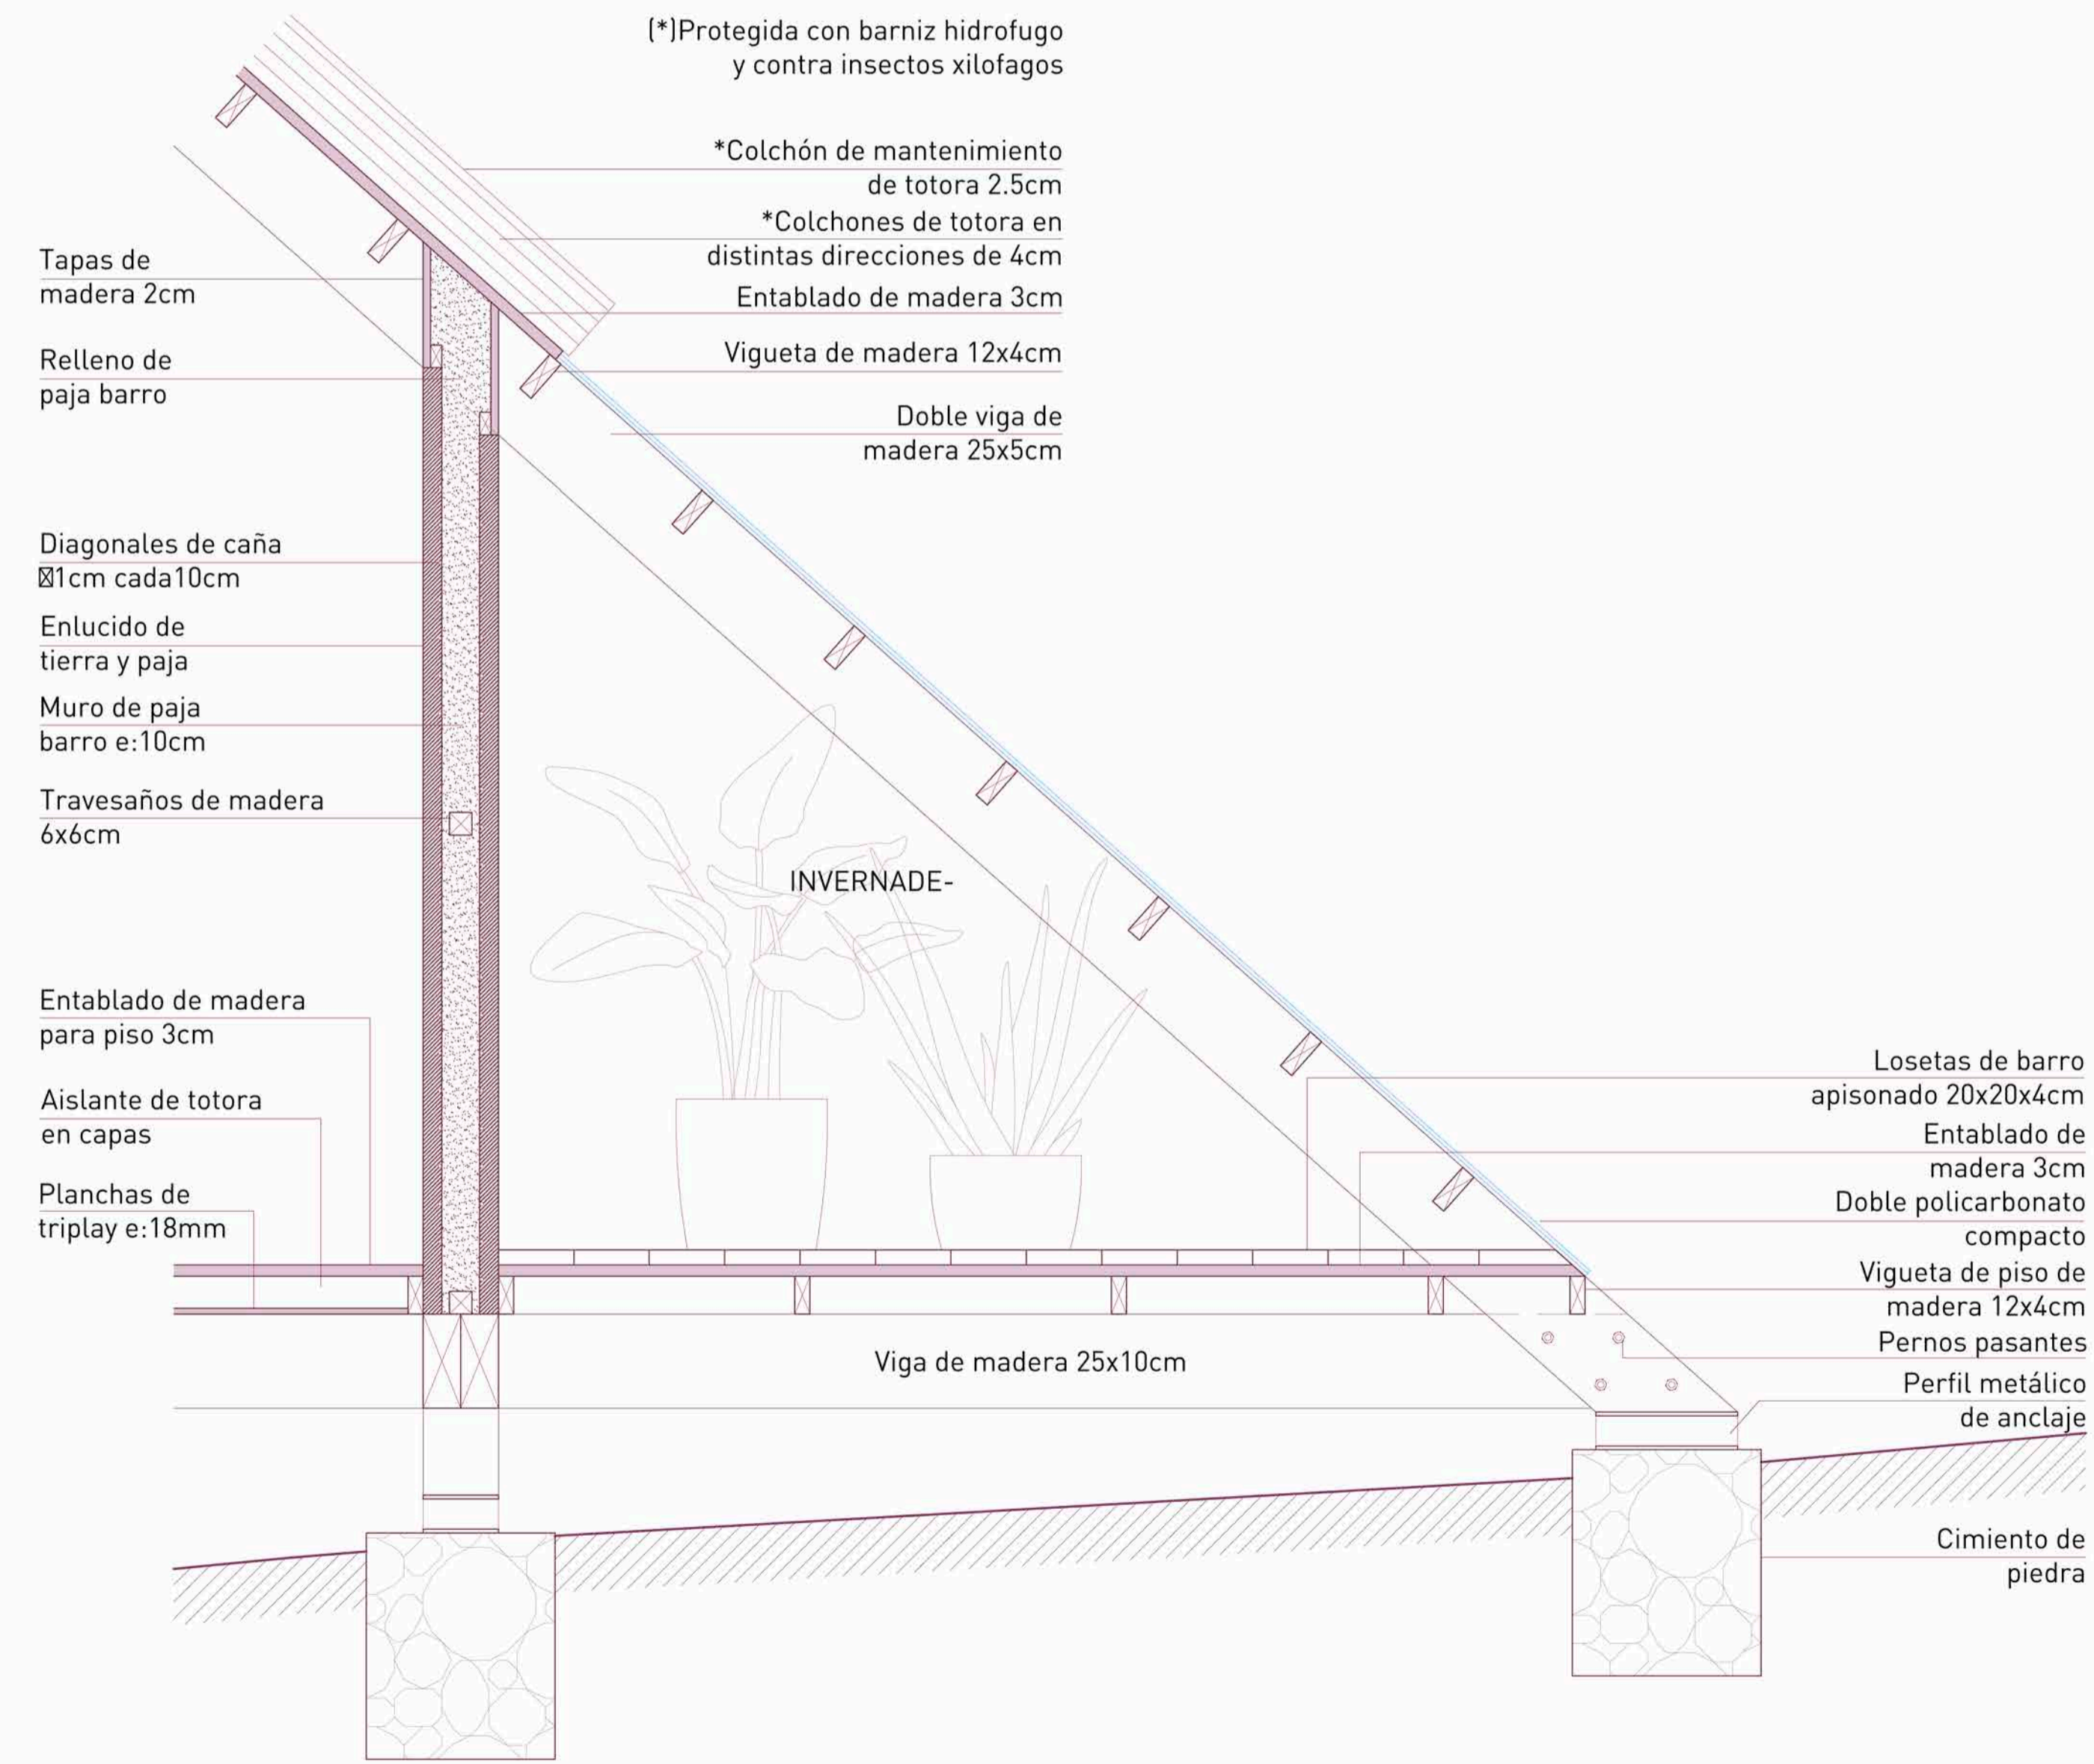 (*)Protegida con barniz hidrofugo
y contra insectos xilofagos
*Colchón de mantenimiento
de totora 2.5cm
*Colchones de totora en
distintas direcciones de 4cm
Entablado de madera 3cm
Vigueta de madera 12x4cm
Doble viga de
madera 25x5cm
Tapas de
madera 2cm
Relleno de
paja barro
Diagonales de caña
☒1cm cada10cm
Enlucido de
tierra y paja
Muro de paja
barro e:10cm
Travesaños de madera
6x6cm
Entablado de madera
para piso 3cm
Aislante de totora
en capas
Planchas de
triplay e:18mm
INVERNADE-
Viga de madera 25x10cm
Losetas de barro
apisonado 20x20x4cm
Entablado de
madera 3cm
Doble policarbonato
compacto
Vigueta de piso de
madera 12x4cm
Pernos pasantes
Perfil metálico
de anclaje
Cimiento de
piedra